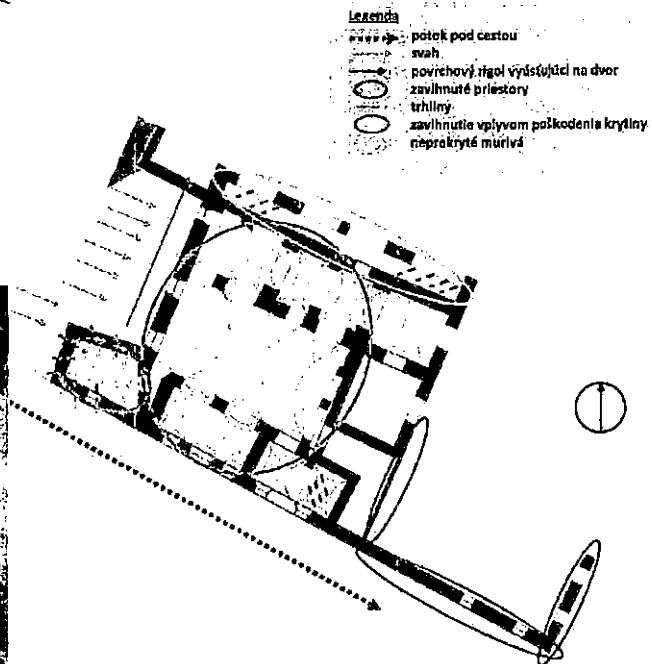 Legenda
potok pod cestou
svah
povrchový rigol vyúsťujúci na dvor
zavlhnuté priestory
trhliny
zavlhnutie vplyvom poškodenia krytiny
neprekryté murivá